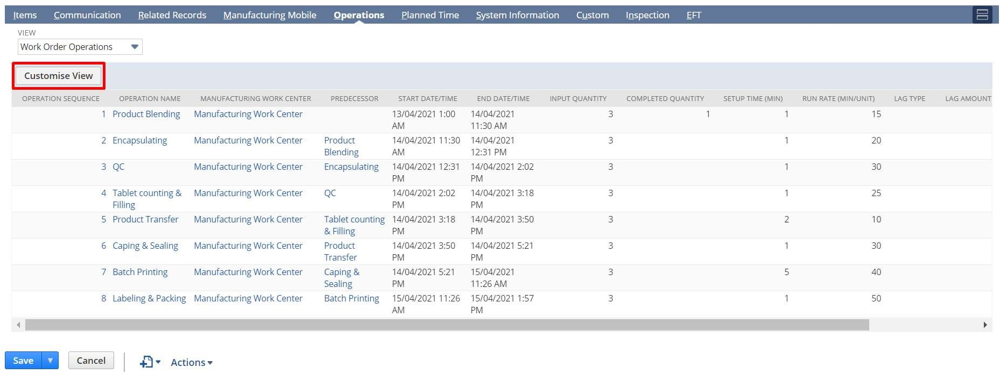 Items Communication Related Records Manufacturing Mobile Operations Planned Time System Information Custom Inspection EFT
VIEW
Work Order Operations
Customise View
OPERATION SEQUENCE OPERATION NAME MANUFACTURING WORK CENTER PREDECESSOR START DATE/TIME END DATE/TIME INPUT QUANTITY COMPLETED QUANTITY SETUP TIME (MIN) RUN RATE (MIN/UNIT) LAG TYPE LAG AMOUNT
1 Product Blending Manufacturing Work Center 13/04/2021 1:00 14/04/2021 3 1 1 15
AM 11:30 AM
2 Encapsulating Manufacturing Work Center Product 14/04/2021 11:30 14/04/2021 3 1 20
Blending AM 12:31 PM
3 QC Manufacturing Work Center Encapsulating 14/04/2021 12:31 14/04/2021 2:02 3 1 30
PM PM
4 Tablet counting & Manufacturing Work Center QC 14/04/2021 2:02 14/04/2021 3:18 3 1 25
Filling PM PM
5 Product Transfer Manufacturing Work Center Tablet counting 14/04/2021 3:18 14/04/2021 3:50 3 2 10
& Filling PM PM
6 Caping & Sealing Manufacturing Work Center Product 14/04/2021 3:50 14/04/2021 5:21 3 1 30
Transfer PM PM
7 Batch Printing Manufacturing Work Center Caping & 14/04/2021 5:21 15/04/2021 3 5 40
Sealing PM 11:26 AM
8 Labeling & Packing Manufacturing Work Center Batch Printing 15/04/2021 11:26 15/04/2021 1:57 3 1 50
AM PM
Save Cancel Actions